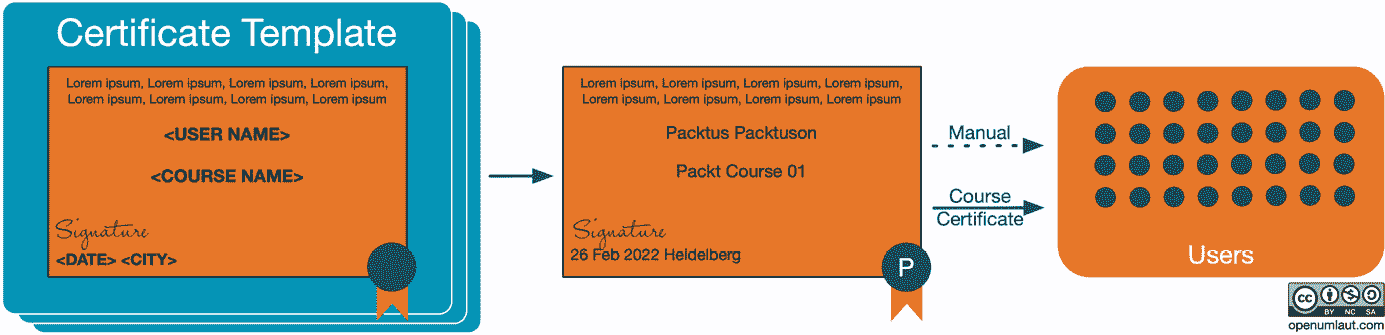 Certificate Template
Lorem ipsum, Lorem ipsum, Lorem ipsum, Lorem ipsum,
Lorem ipsum, Lorem ipsum, Lorem ipsum, Lorem ipsum
<USER NAME>
<COURSE NAME>
Signature
<DATE> <CITY>
Lorem ipsum, Lorem ipsum, Lorem ipsum, Lorem ipsum,
Lorem ipsum, Lorem ipsum, Lorem ipsum, Lorem ipsum
Packtus Packtuson
Packt Course 01
Signature
26 Feb 2022 Heidelberg
P
Manual
Course
Certificate
Users
cc
BY NC SA
openumlaut.com